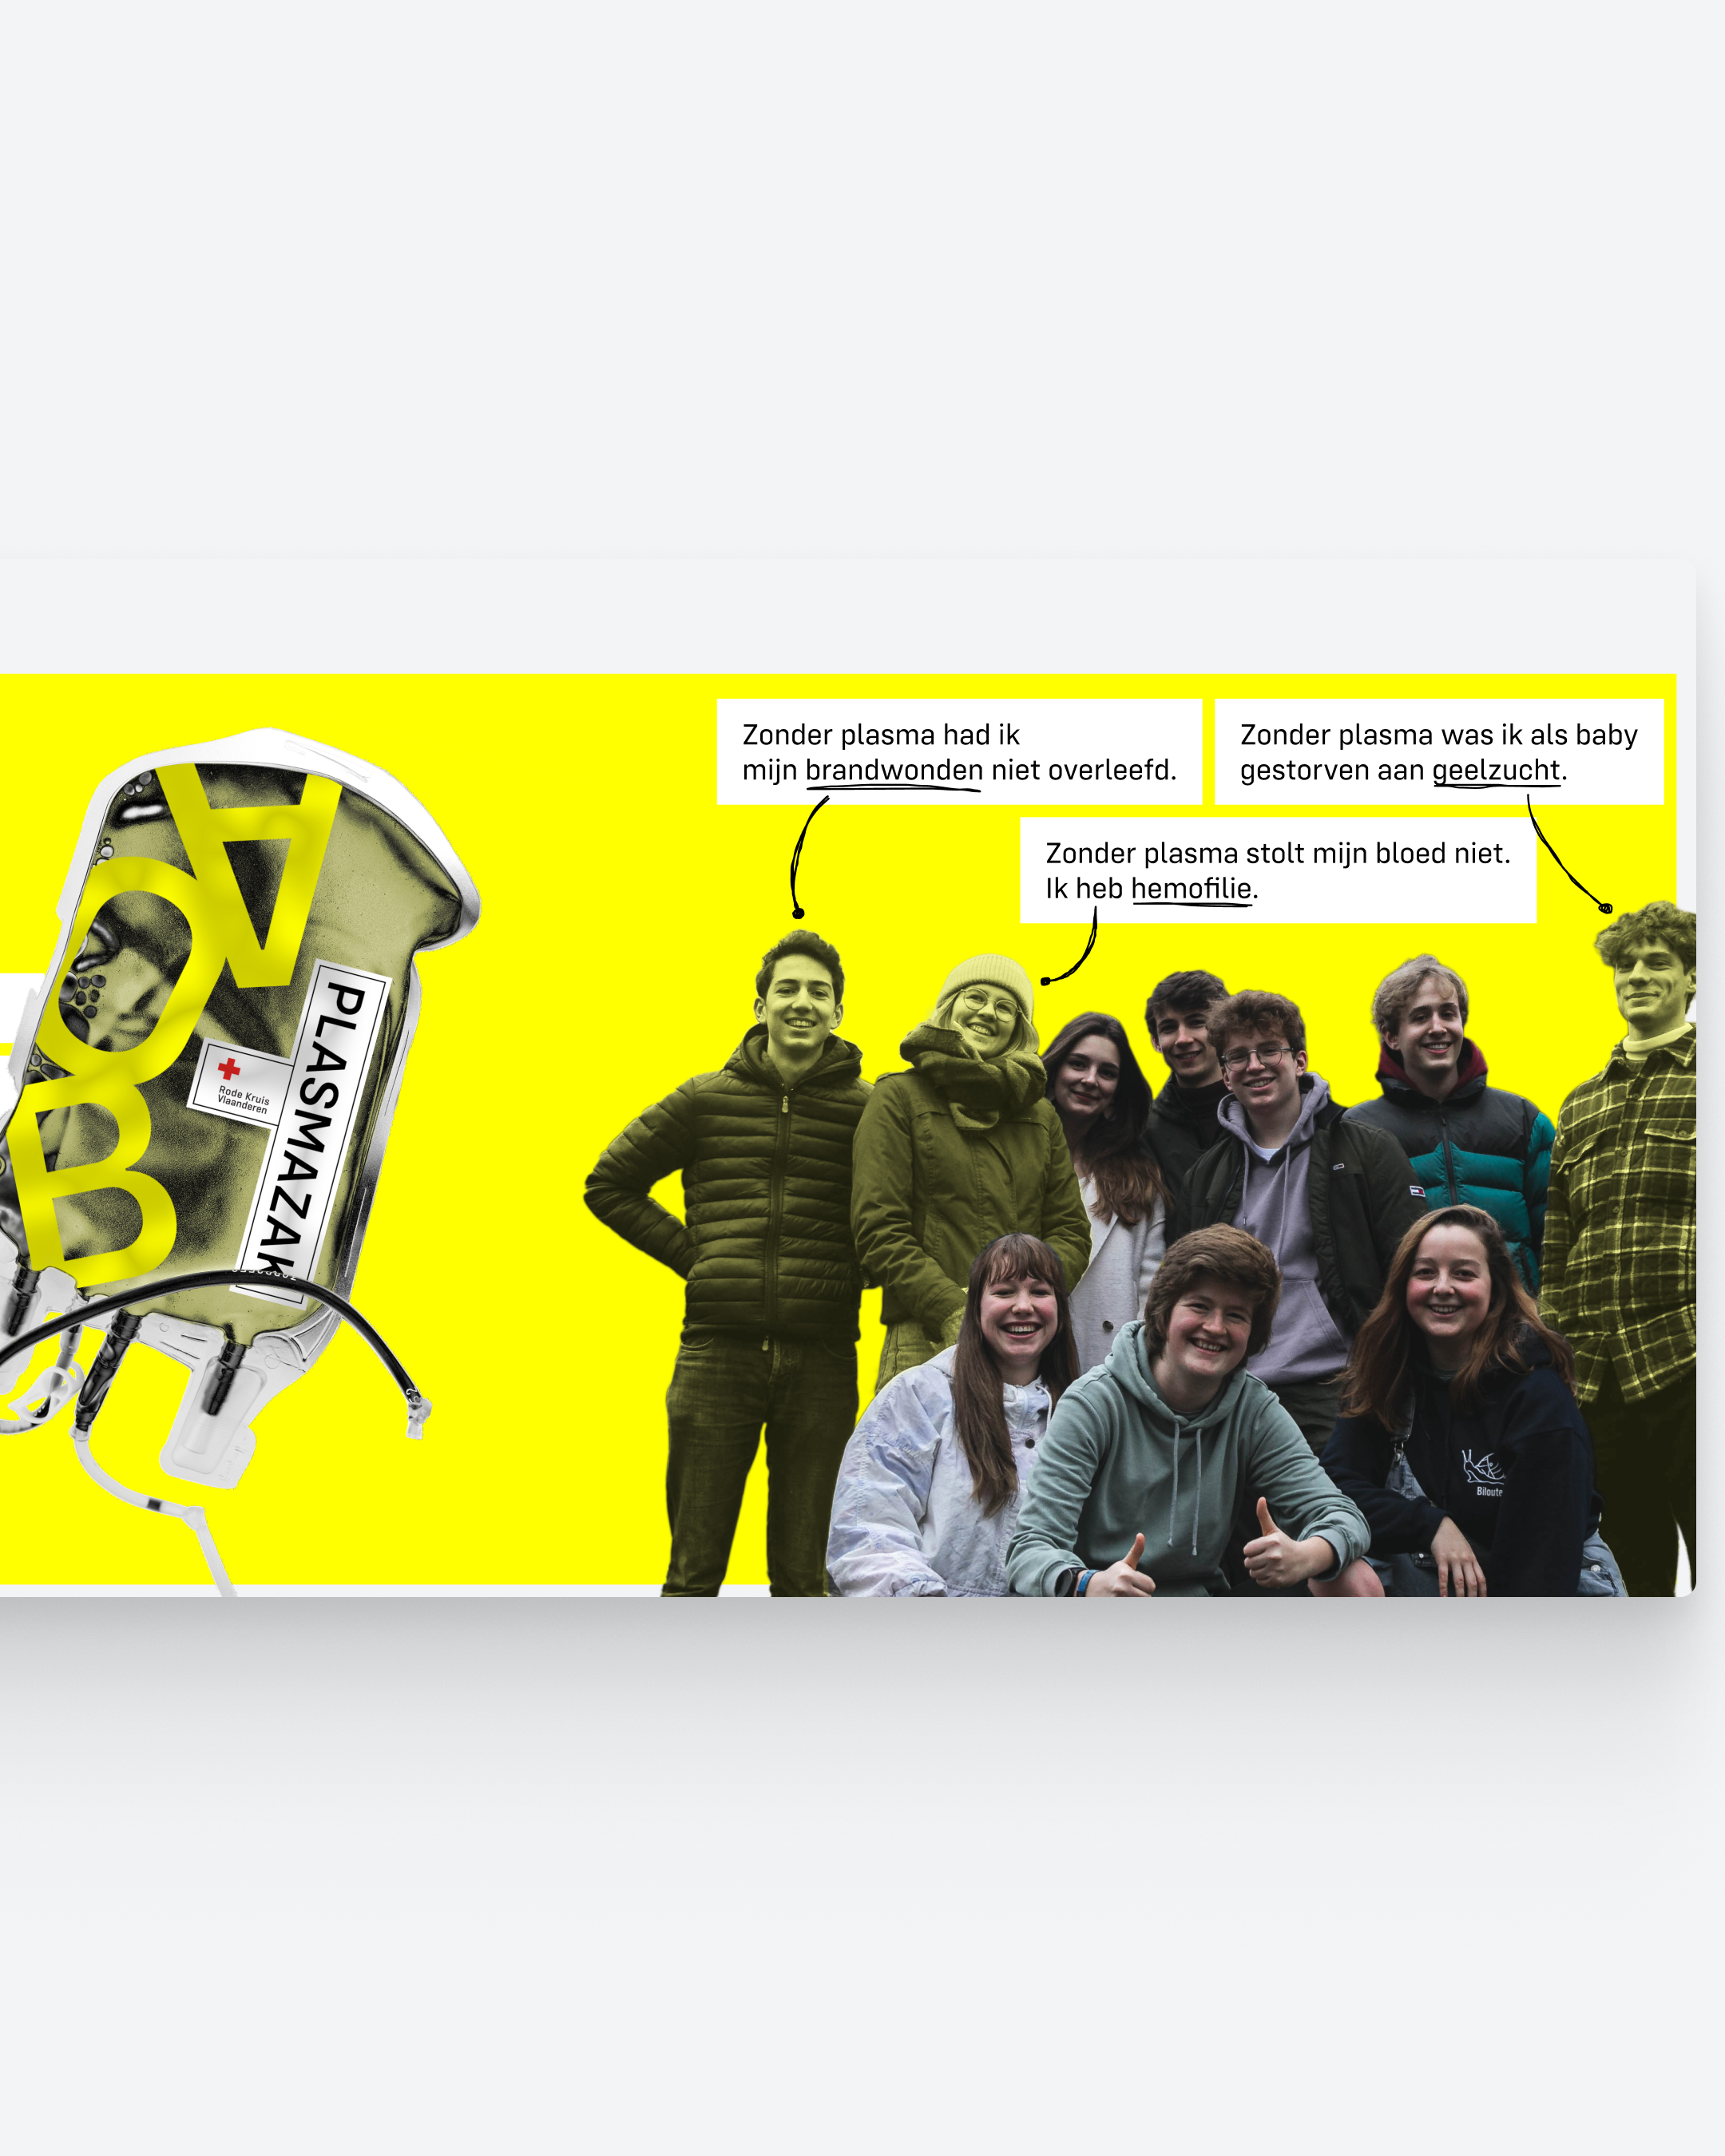 Zonder plasma had ik
mijn brandwonden niet overleefd.
Zonder plasma was ik als baby
gestorven aan geelzucht.
Zonder plasma stolt mijn bloed niet.
Ik heb hemofilie.
A
O
B
PLASMAZAK
Rode Kruis
Vlaanderen
Biloute